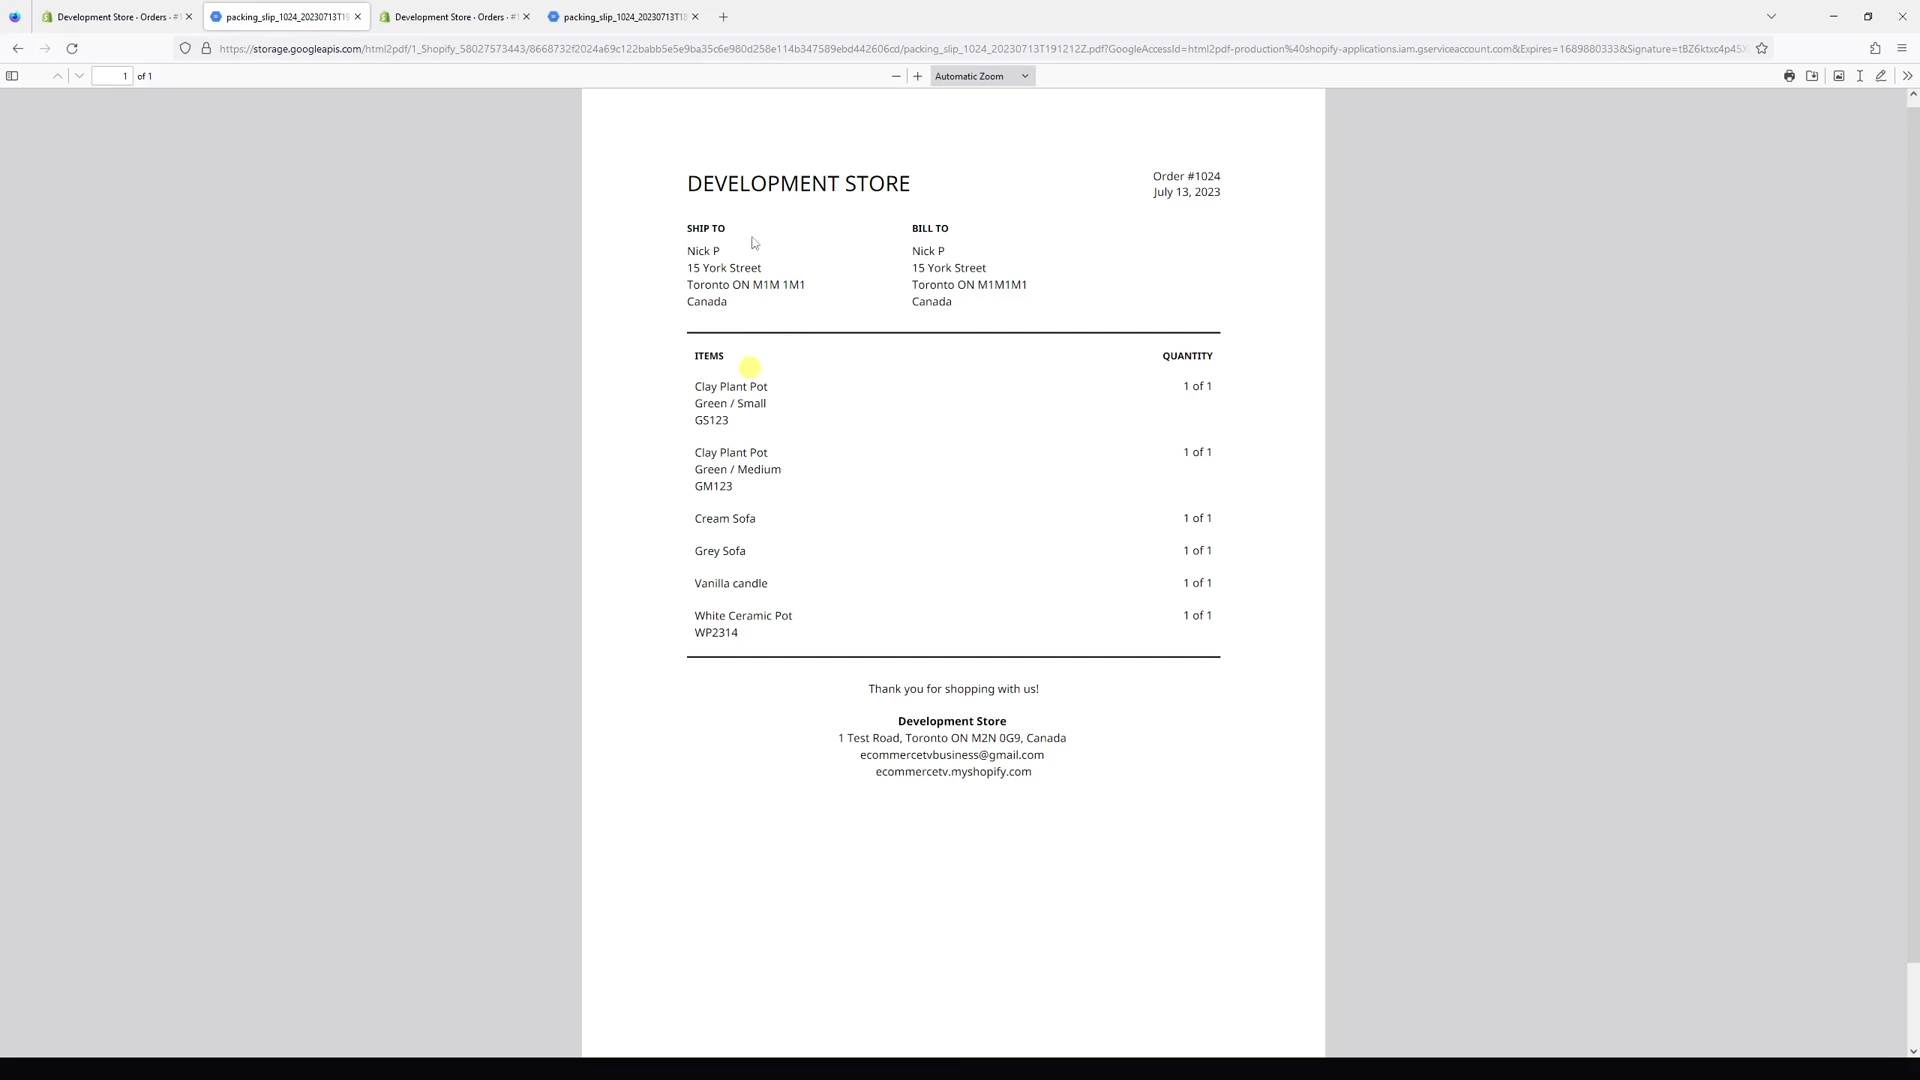 Development Store · Orders · #1
packing_slip_1024_20230713T19
Development Store · Orders · #1
packing_slip_1024_20230713T18
https://storage.googleapis.com/html2pdf/1_Shopify_58027573443/8668732f2024a69c122babb5e5e9ba35c6e980d258e114b347589ebd442606cd/packing_slip_1024_20230713T191212Z.pdf?GoogleAccessId=html2pdf-production%40shopify-applications.iam.gserviceaccount.com&Expires=1689880333&Signature=tBZ6ktxc4p45X
1 of 1
Automatic Zoom
DEVELOPMENT STORE
Order #1024
July 13, 2023
SHIP TO BILL TO
Nick P Nick P
15 York Street 15 York Street
Toronto ON M1M 1M1 Toronto ON M1M1M1
Canada Canada
ITEMS QUANTITY
Clay Plant Pot 1 of 1
Green / Small
GS123
Clay Plant Pot 1 of 1
Green / Medium
GM123
Cream Sofa 1 of 1
Grey Sofa 1 of 1
Vanilla candle 1 of 1
White Ceramic Pot 1 of 1
WP2314
Thank you for shopping with us!
Development Store
1 Test Road, Toronto ON M2N 0G9, Canada
ecommercetvbusiness@gmail.com
ecommercetv.myshopify.com